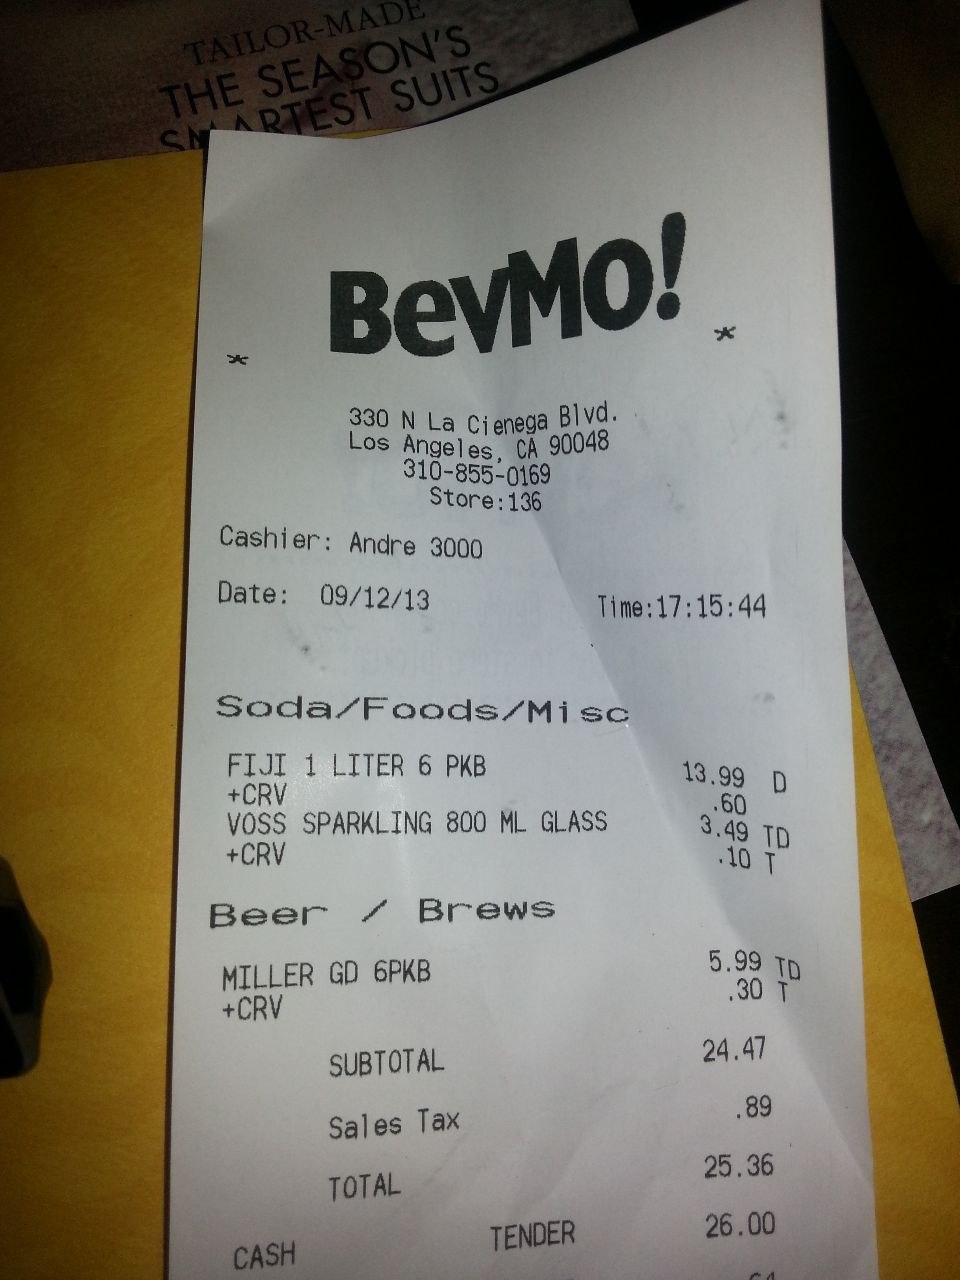 TAILOR-MADE
THE SEASON'S
SMARTEST SUITS
BevMo!
* *
330 N La Cienega Blvd.
Los Angeles, CA 90048
310-855-0169
Store:136
Cashier: Andre 3000
Date: 09/12/13 Time:17:15:44
Soda/Foods/Misc
FIJI 1 LITER 6 PKB 13.99 D
+CRV .60
VOSS SPARKLING 800 ML GLASS 3.49 TD
+CRV .10 T
Beer / Brews
MILLER GD 6PKB 5.99 TD
+CRV .30 T
SUBTOTAL 24.47
Sales Tax .89
TOTAL 25.36
CASH TENDER 26.00
.64